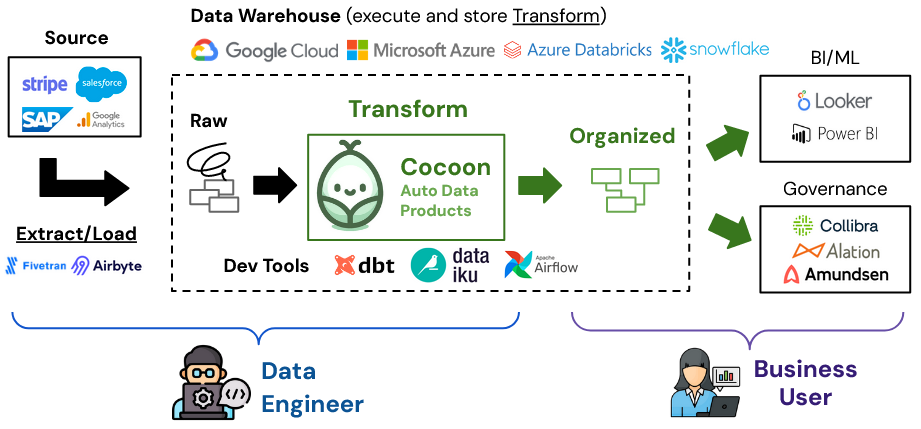 Data Warehouse (execute and store Transform)
Google Cloud
Microsoft Azure
Azure Databricks
snowflake
Source
stripe
salesforce
SAP
Google
Analytics
Extract/Load
Fivetran
Airbyte
Raw
Transform
Cocoon
Auto Data
Products
Organized
Dev Tools
dbt
data
iku
Apache
Airflow
BI/ML
Looker
Power BI
Governance
Collibra
Alation
Amundsen
Data
Engineer
Business
User